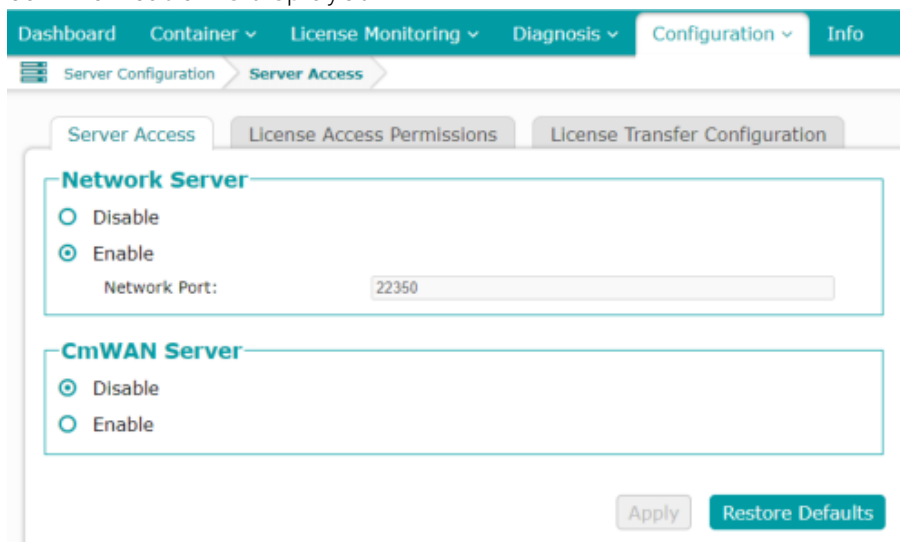 Dashboard Container License Monitoring Diagnosis Configuration Info
Server Configuration Server Access
Server Access License Access Permissions License Transfer Configuration
Network Server
Disable
Enable
Network Port: 22350
CmWAN Server
Disable
Enable
Apply Restore Defaults